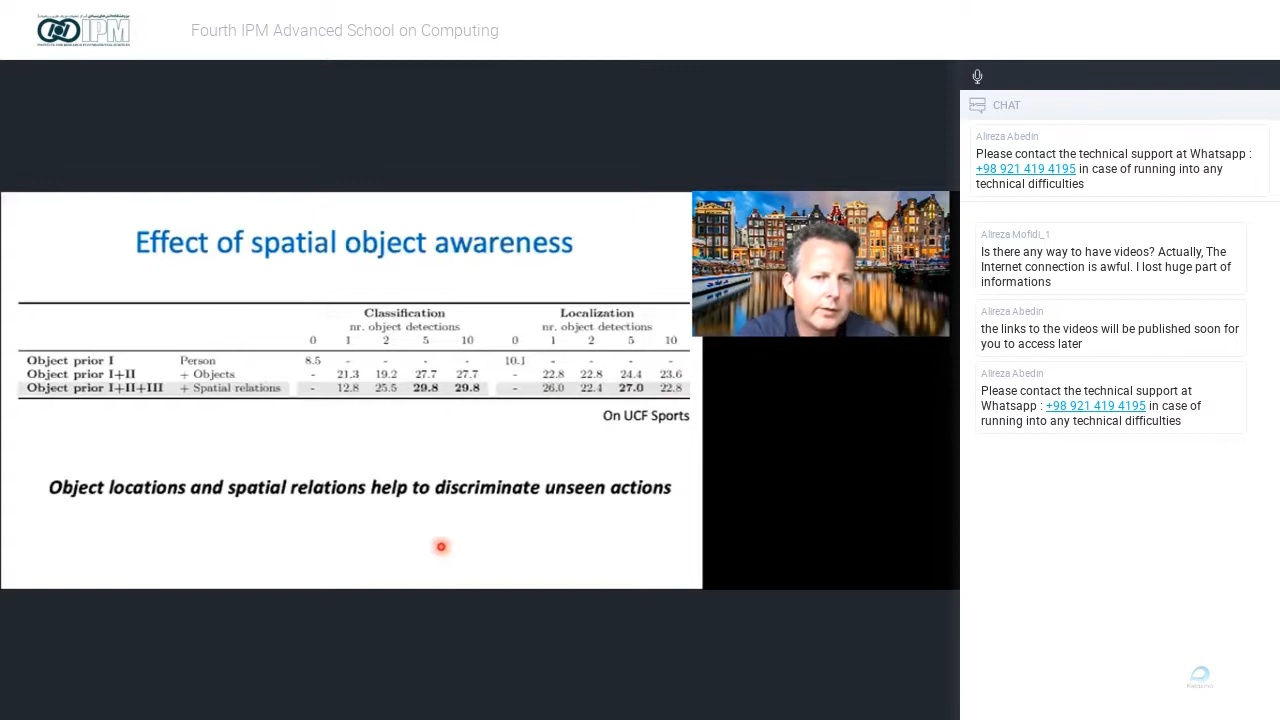 IPM
Fourth IPM Advanced School on Computing
Effect of spatial object awareness
Classification Localization
nr. object detections nr. object detections
0 1 2 5 10 0 1 2 5 10
Object prior I Person 8.5 - - - - 10.1 - - - -
Object prior I+II + Objects - 21.3 19.2 27.7 27.7 - 22.8 22.8 24.4 23.6
Object prior I+II+III + Spatial relations - 12.8 25.5 29.8 29.8 - 26.0 22.4 27.0 22.8
On UCF Sports
Object locations and spatial relations help to discriminate unseen actions
CHAT
Alireza Abedin
Please contact the technical support at Whatsapp :
+98 921 419 4195 in case of running into any
technical difficulties
Alireza Mofidi_1
Is there any way to have videos? Actually, The
Internet connection is awful. I lost huge part of
informations
Alireza Abedin
the links to the videos will be published soon for
you to access later
Alireza Abedin
Please contact the technical support at
Whatsapp : +98 921 419 4195 in case of
running into any technical difficulties